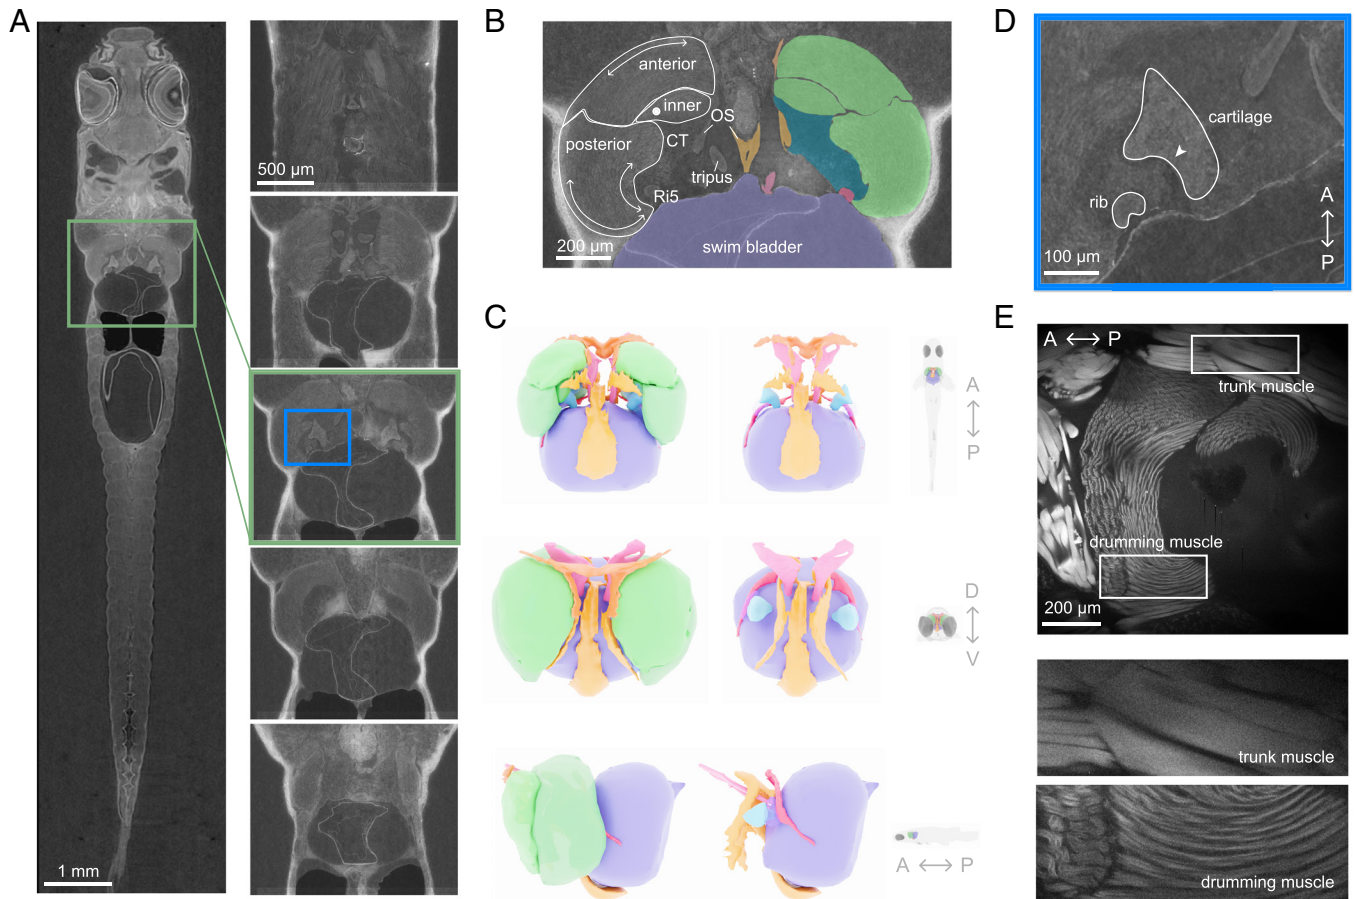 A
500 µm
1 mm
B
anterior
inner
OS
posterior
CT
tripus
Ri5
200 µm
swim bladder
C
A
P
D
V
A P
D
cartilage
rib
A
P
100 µm
E
A P
trunk muscle
drumming muscle
200 µm
trunk muscle
drumming muscle